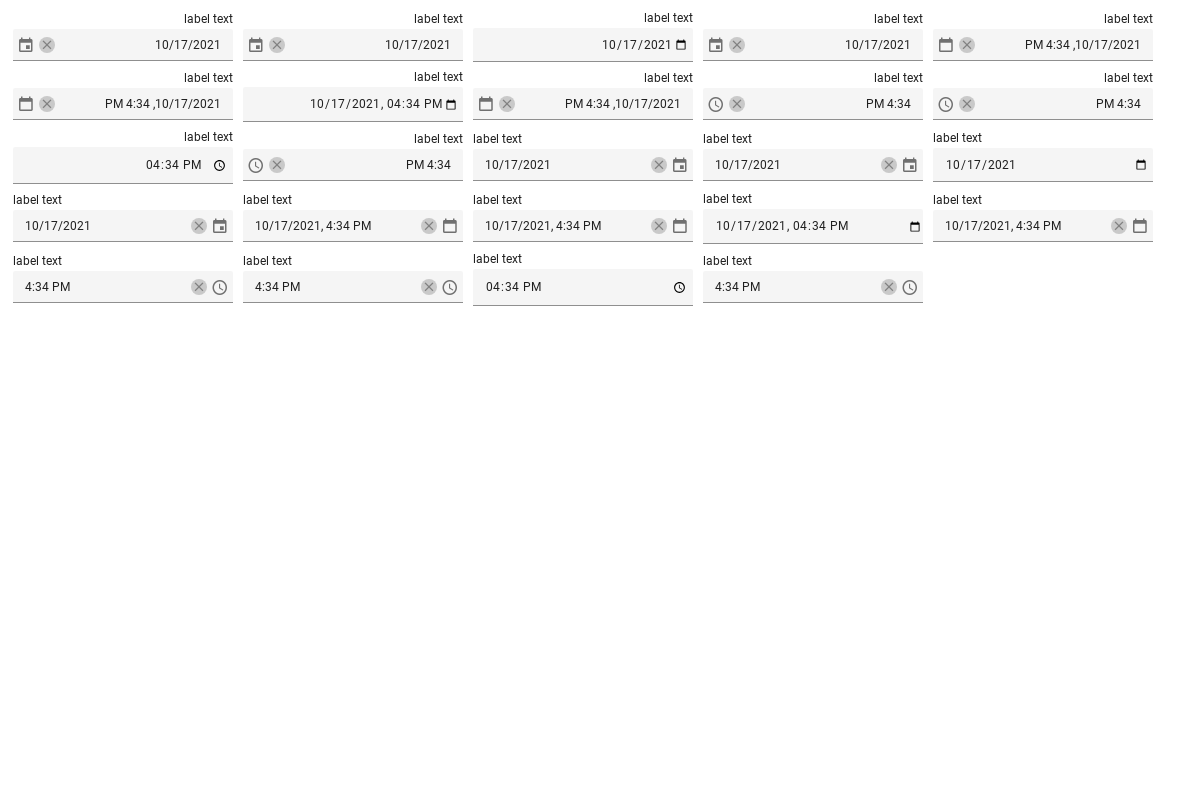 label text
10/17/2021
label text
10/17/2021
label text
10/17/2021
label text
10/17/2021
label text
PM 4:34 ,10/17/2021
label text
PM 4:34 ,10/17/2021
label text
10/17/2021, 04:34 PM
label text
PM 4:34 ,10/17/2021
label text
PM 4:34
label text
PM 4:34
label text
04:34 PM
label text
PM 4:34
label text
10/17/2021
label text
10/17/2021
label text
10/17/2021
label text
10/17/2021
label text
10/17/2021, 4:34 PM
label text
10/17/2021, 4:34 PM
label text
10/17/2021, 04:34 PM
label text
10/17/2021, 4:34 PM
label text
4:34 PM
label text
4:34 PM
label text
04:34 PM
label text
4:34 PM